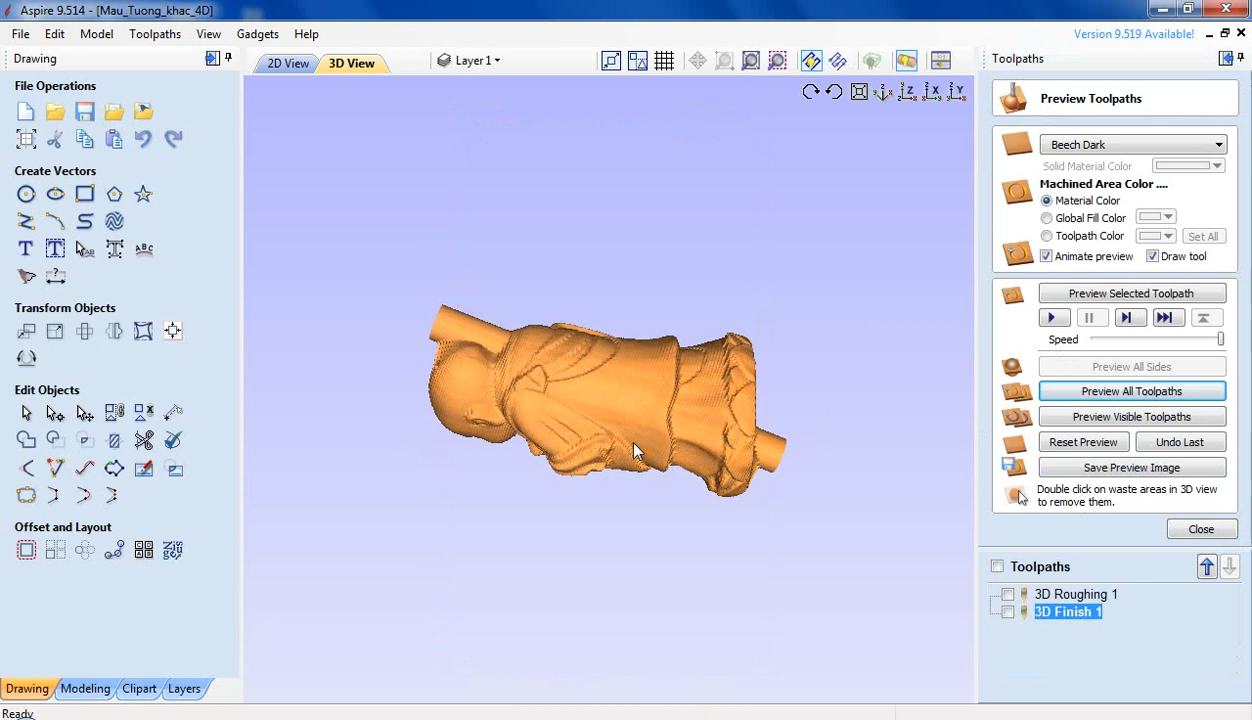 Aspire 9.514 - [Mau_Tuong_khac_4D]
File Edit Model Toolpaths View Gadgets Help
Version 9.519 Available!
Drawing
File Operations
Create Vectors
Transform Objects
Edit Objects
Offset and Layout
Drawing Modeling Clipart Layers
Ready
2D View 3D View Layer 1
Toolpaths
Preview Toolpaths
Beech Dark
Solid Material Color
Machined Area Color ....
Material Color
Global Fill Color
Toolpath Color Set All
Animate preview Draw tool
Preview Selected Toolpath
Speed
Preview All Sides
Preview All Toolpaths
Preview Visible Toolpaths
Reset Preview Undo Last
Save Preview Image
Double click on waste areas in 3D view
to remove them.
Close
Toolpaths
3D Roughing 1
3D Finish 1